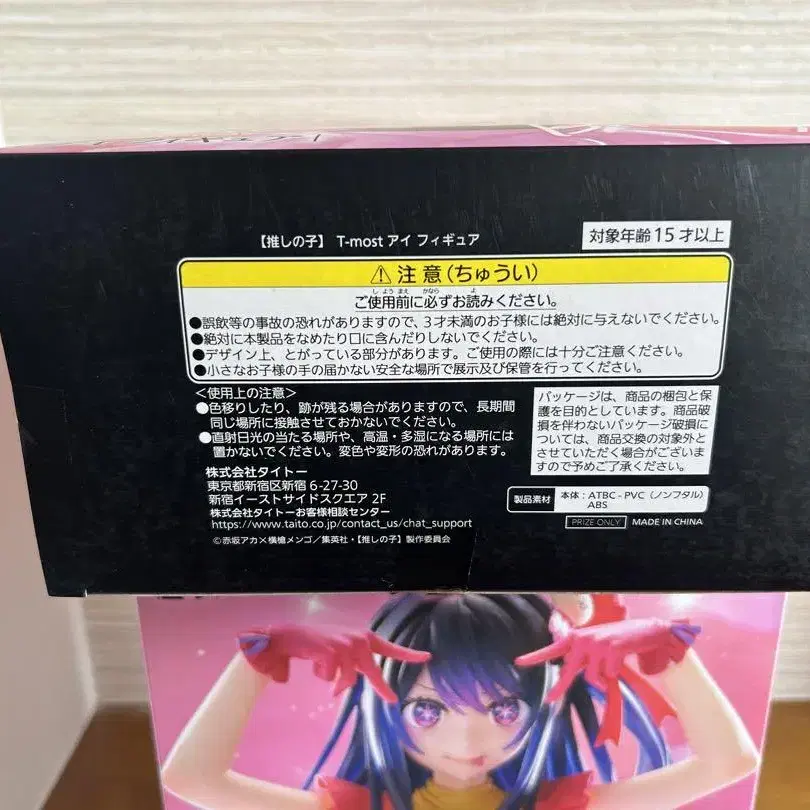 【推しの子】 T-most アイ フィギュア
対象年齢15才以上
⚠注意(ちゅうい)
ご使用前に必ずお読みください。
●誤飲等の事故の恐れがありますので、3才未満のお子様には絶対に与えないでください。
●絶対に本製品をなめたり口に含んだりしないでください。
●デザイン上、とがっている部分があります。ご使用の際には十分ご注意ください。
●小さなお子様の手の届かない安全な場所で展示及び保管を行ってください。
<使用上の注意>
●色移りしたり、跡が残る場合がありますので、長期間
同じ場所に接触させておかないでください。
●直射日光の当たる場所や、高温・多湿になる場所には
置かないでください。変色や変形の恐れがあります。
パッケージは、商品の梱包と保
護を目的としています。商品破
損を伴わないパッケージ破損に
ついては、商品交換の対象外と
させていただく場合がございま
すので予めご了承ください。
株式会社タイトー
東京都新宿区新宿 6-27-30
新宿イーストサイドスクエア 2F
株式会社タイトーお客様相談センター
https://www.taito.co.jp/contact_us/chat_support
製品素材
本体:ATBC-PVC(ノンフタル)
ABS
PRIZE ONLY
MADE IN CHINA
©赤坂アカ×横槍メンゴ/集英社・【推しの子】製作委員会